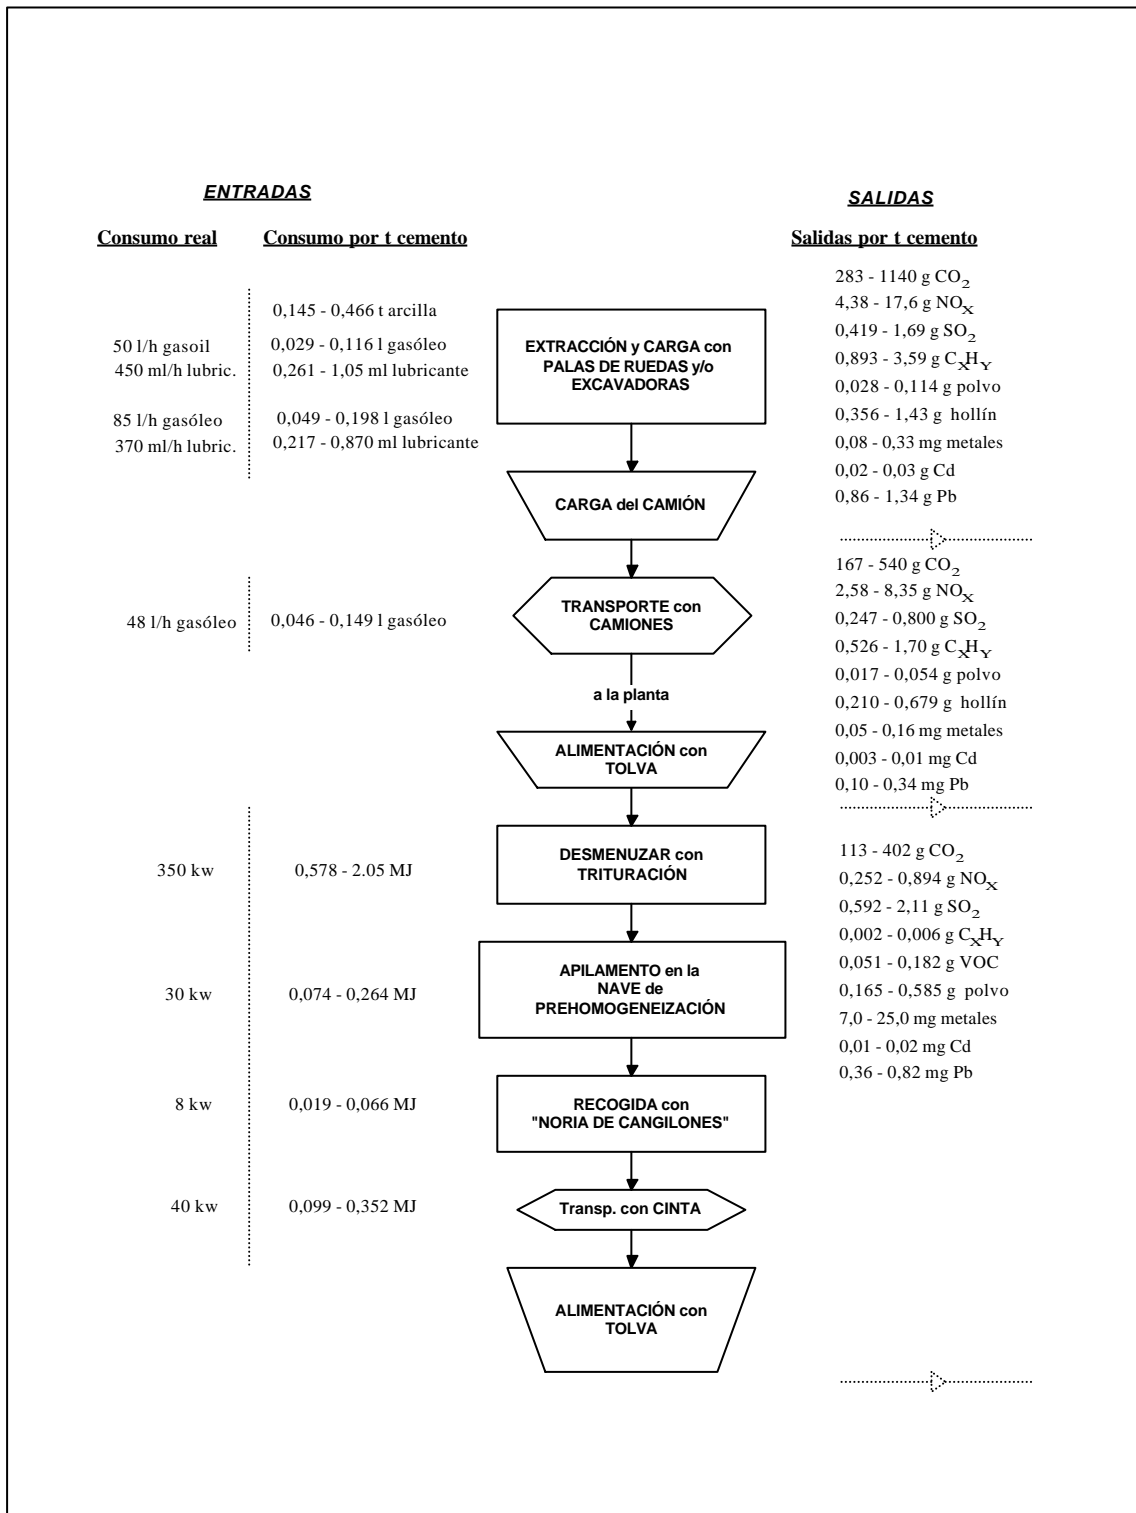 ENTRADAS
SALIDAS
Consumo real
Consumo por t cemento
Salidas por t cemento
0,145 - 0,466 t arcilla
50 l/h gasoil
0,029 - 0,116 l gasóleo
450 ml/h lubric.
0,261 - 1,05 ml lubricante
85 l/h gasóleo
0,049 - 0,198 l gasóleo
370 ml/h lubric.
0,217 - 0,870 ml lubricante
EXTRACCIÓN y CARGA con
PALAS DE RUEDAS y/o
EXCAVADORAS
283 - 1140 g CO2
4,38 - 17,6 g NOX
0,419 - 1,69 g SO2
0,893 - 3,59 g CXHY
0,028 - 0,114 g polvo
0,356 - 1,43 g hollín
0,08 - 0,33 mg metales
0,02 - 0,03 g Cd
0,86 - 1,34 g Pb
CARGA del CAMIÓN
48 l/h gasóleo
0,046 - 0,149 l gasóleo
TRANSPORTE con
CAMIONES
a la planta
ALIMENTACIÓN con
TOLVA
167 - 540 g CO2
2,58 - 8,35 g NOX
0,247 - 0,800 g SO2
0,526 - 1,70 g CXHY
0,017 - 0,054 g polvo
0,210 - 0,679 g hollín
0,05 - 0,16 mg metales
0,003 - 0,01 mg Cd
0,10 - 0,34 mg Pb
350 kw
0,578 - 2.05 MJ
DESMENUZAR con
TRITURACIÓN
113 - 402 g CO2
0,252 - 0,894 g NOX
0,592 - 2,11 g SO2
0,002 - 0,006 g CXHY
0,051 - 0,182 g VOC
0,165 - 0,585 g polvo
7,0 - 25,0 mg metales
0,01 - 0,02 mg Cd
0,36 - 0,82 mg Pb
30 kw
0,074 - 0,264 MJ
APILAMENTO en la
NAVE de
PREHOMOGENEIZACIÓN
8 kw
0,019 - 0,066 MJ
RECOGIDA con
"NORIA DE CANGILONES"
40 kw
0,099 - 0,352 MJ
Transp. con CINTA
ALIMENTACIÓN con
TOLVA